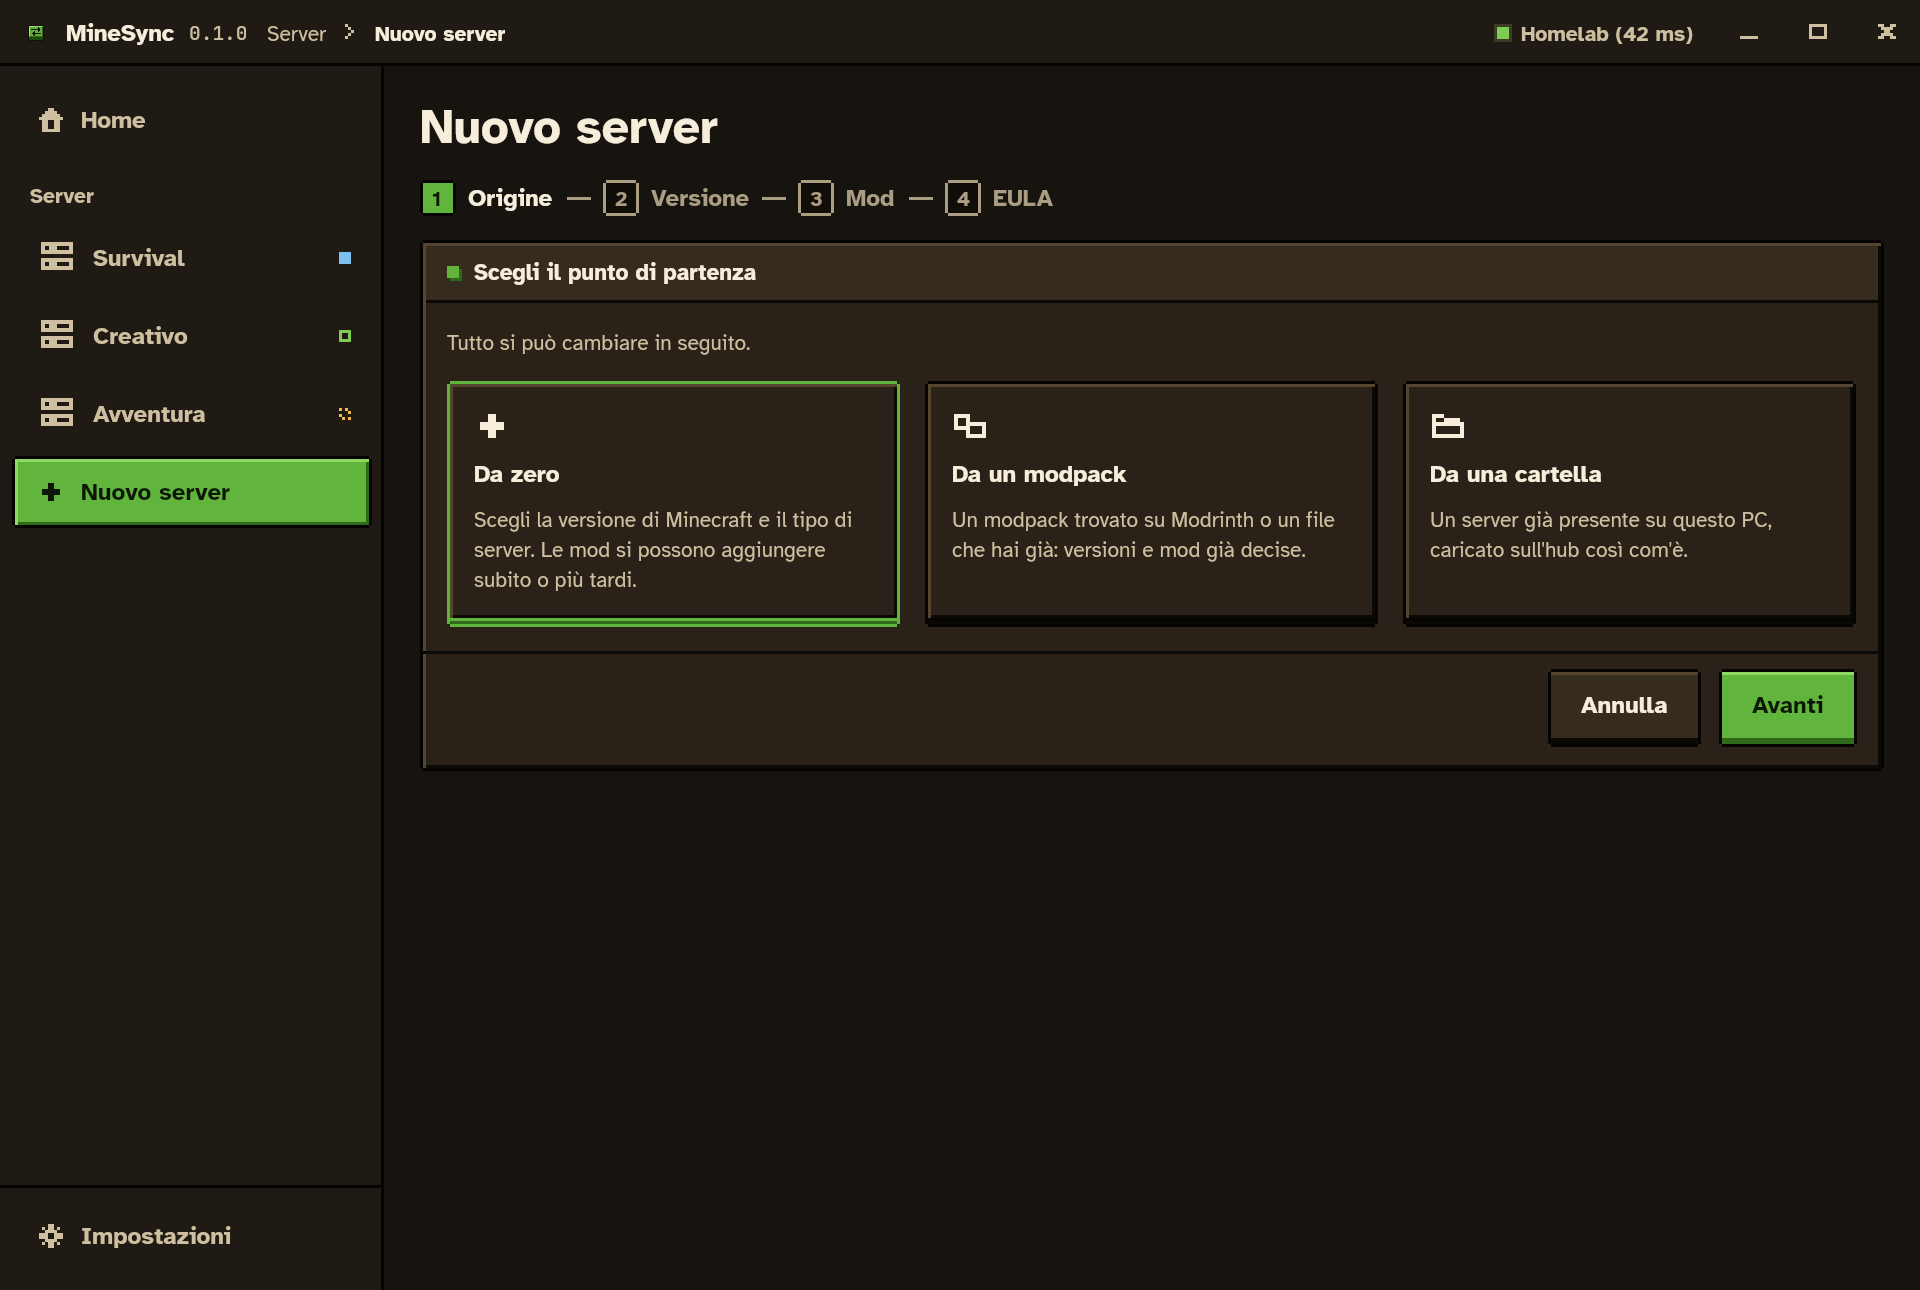 MineSync 0.1.0 Server Nuovo server
Homelab (42 ms)
Home
Server
Survival
Creativo
Avventura
Nuovo server
Impostazioni
Nuovo server
1 Origine — 2 Versione — 3 Mod — 4 EULA
Scegli il punto di partenza
Tutto si può cambiare in seguito.
Da zero
Scegli la versione di Minecraft e il tipo di
server. Le mod si possono aggiungere
subito o più tardi.
Da un modpack
Un modpack trovato su Modrinth o un file
che hai già: versioni e mod già decise.
Da una cartella
Un server già presente su questo PC,
caricato sull'hub così com'è.
Annulla
Avanti